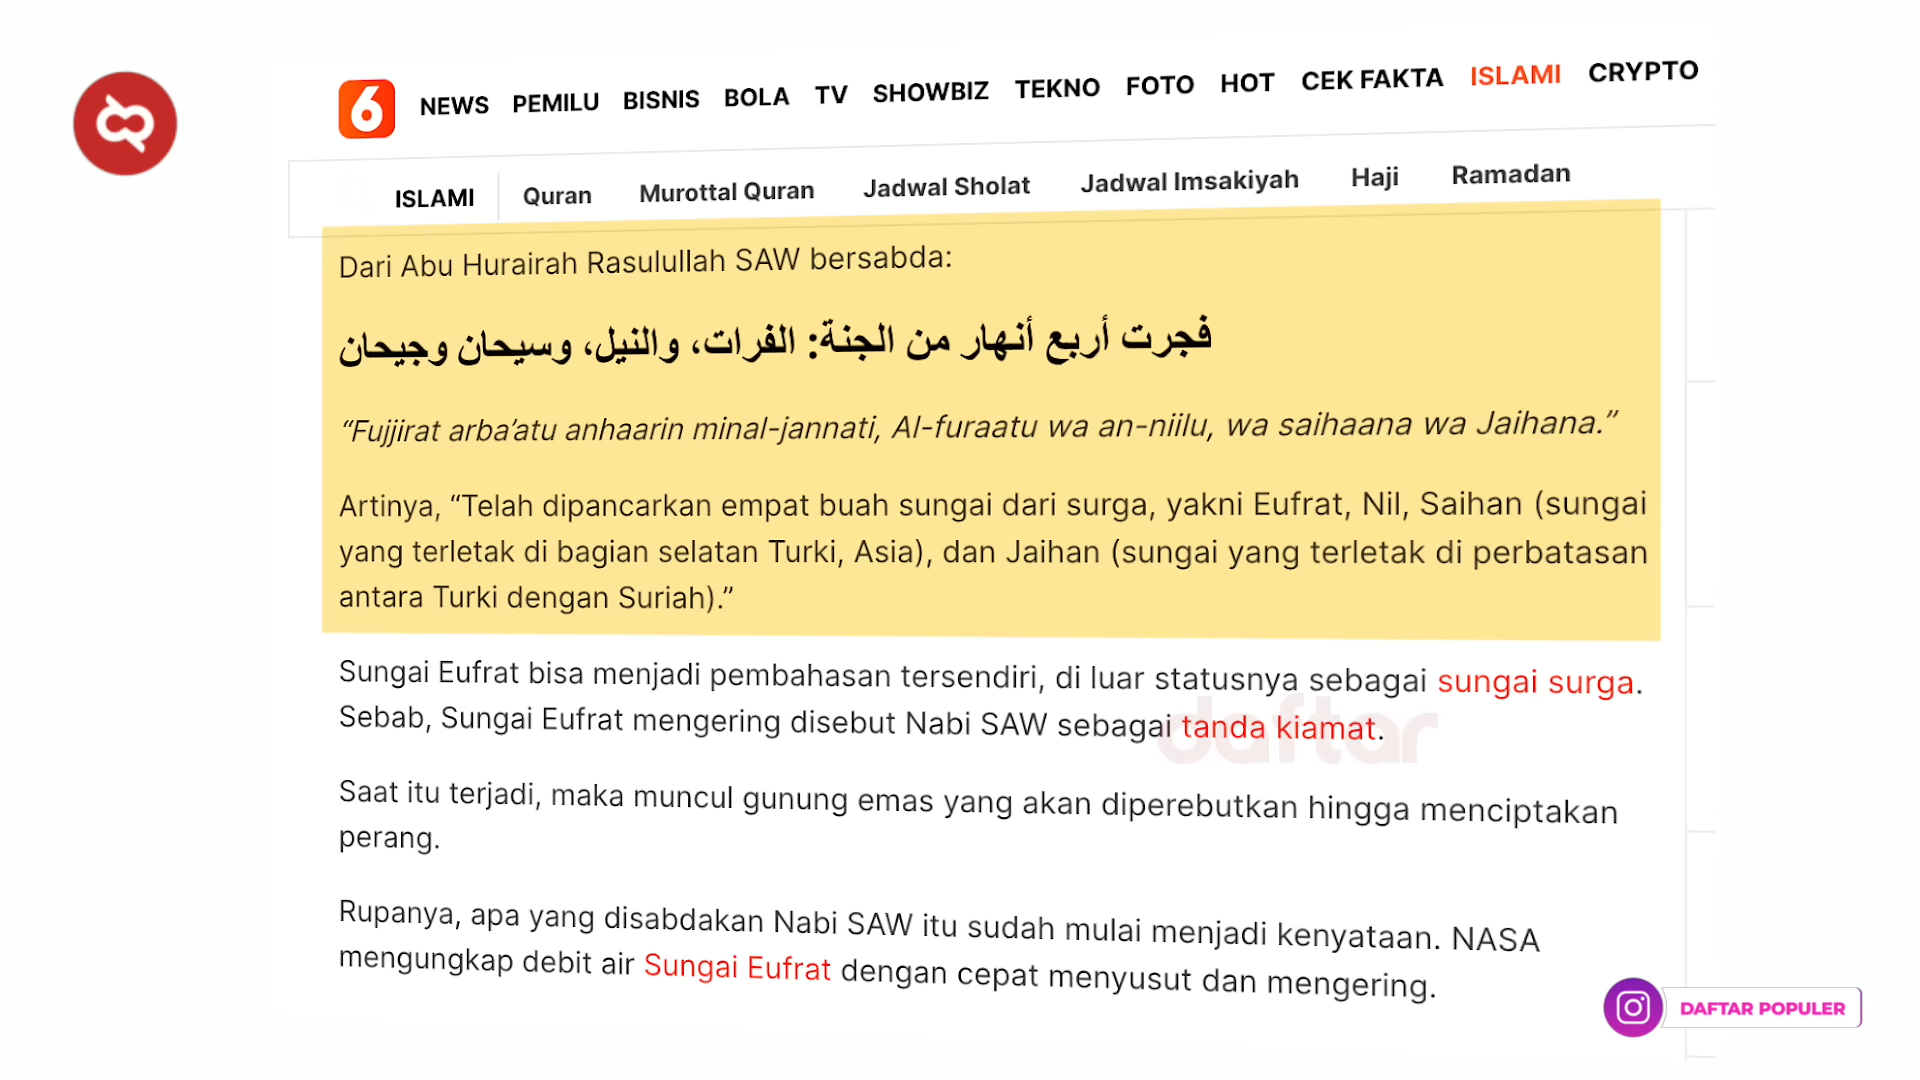 6 NEWS PEMILU BISNIS BOLA TV SHOWBIZ TEKNO FOTO HOT CEK FAKTA ISLAMI CRYPTO
ISLAMI Quran Murottal Quran Jadwal Sholat Jadwal Imsakiyah Haji Ramadan
Dari Abu Hurairah Rasulullah SAW bersabda:
فجرت أربع أنهار من الجنة: الفرات، والنيل، وسيحان وجيحان
“Fujjirat arba’atu anhaarin minal-jannati, Al-furaatu wa an-niilu, wa saihaana wa Jaihana.”
Artinya, “Telah dipancarkan empat buah sungai dari surga, yakni Eufrat, Nil, Saihan (sungai
yang terletak di bagian selatan Turki, Asia), dan Jaihan (sungai yang terletak di perbatasan
antara Turki dengan Suriah).”
Sungai Eufrat bisa menjadi pembahasan tersendiri, di luar statusnya sebagai sungai surga.
Sebab, Sungai Eufrat mengering disebut Nabi SAW sebagai tanda kiamat.
daftar
Saat itu terjadi, maka muncul gunung emas yang akan diperebutkan hingga menciptakan
perang.
Rupanya, apa yang disabdakan Nabi SAW itu sudah mulai menjadi kenyataan. NASA
mengungkap debit air Sungai Eufrat dengan cepat menyusut dan mengering.
DAFTAR POPULER